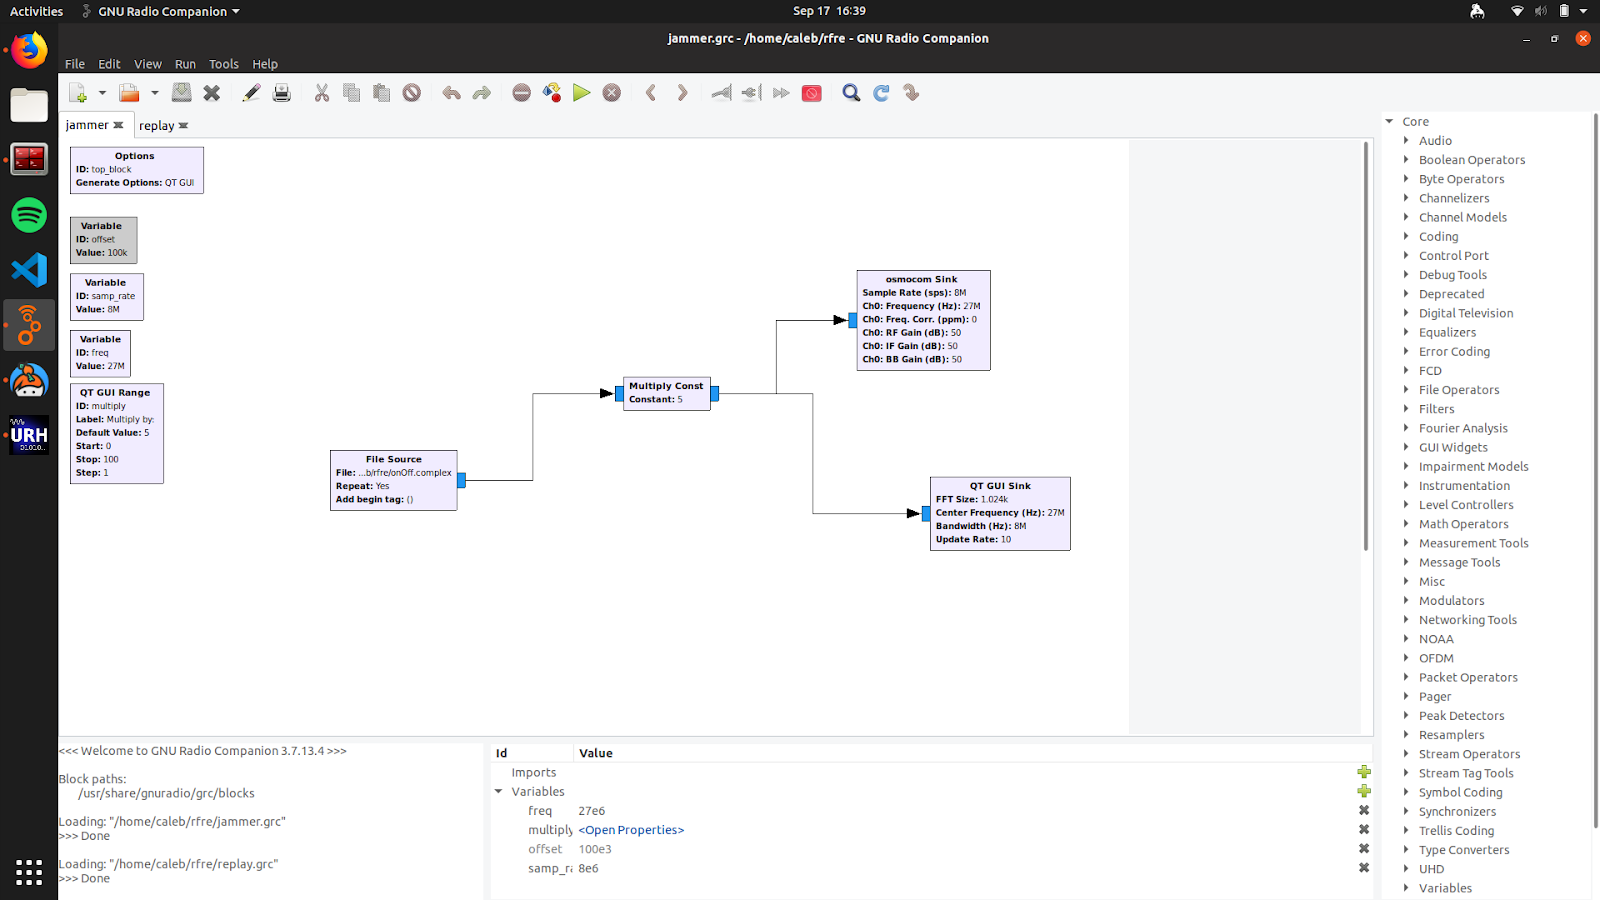 Activities
GNU Radio Companion
Sep 17 16:39
jammer.grc - /home/caleb/rfre - GNU Radio Companion
File Edit View Run Tools Help
jammer
replay
Options
ID: top_block
Generate Options: QT GUI
Variable
ID: offset
Value: 100k
Variable
ID: samp_rate
Value: 8M
Variable
ID: freq
Value: 27M
QT GUI Range
ID: multiply
Label: Multiply by:
Default Value: 5
Start: 0
Stop: 100
Step: 1
File Source
File: ...b/rfre/onOff.complex
Repeat: Yes
Add begin tag: ()
Multiply Const
Constant: 5
osmocom Sink
Sample Rate (sps): 8M
Ch0: Frequency (Hz): 27M
Ch0: Freq. Corr. (ppm): 0
Ch0: RF Gain (dB): 50
Ch0: IF Gain (dB): 50
Ch0: BB Gain (dB): 50
QT GUI Sink
FFT Size: 1.024k
Center Frequency (Hz): 27M
Bandwidth (Hz): 8M
Update Rate: 10
Core
Audio
Boolean Operators
Byte Operators
Channelizers
Channel Models
Coding
Control Port
Debug Tools
Deprecated
Digital Television
Equalizers
Error Coding
FCD
File Operators
Filters
Fourier Analysis
GUI Widgets
Impairment Models
Instrumentation
Level Controllers
Math Operators
Measurement Tools
Message Tools
Misc
Modulators
Networking Tools
NOAA
OFDM
Packet Operators
Pager
Peak Detectors
Resamplers
Stream Operators
Stream Tag Tools
Symbol Coding
Synchronizers
Trellis Coding
Type Converters
UHD
Variables
<<< Welcome to GNU Radio Companion 3.7.13.4 >>>
Block paths:
/usr/share/gnuradio/grc/blocks
Loading: "/home/caleb/rfre/jammer.grc"
>>> Done
Loading: "/home/caleb/rfre/replay.grc"
>>> Done
Id Value
Imports
Variables
freq 27e6
multiply <Open Properties>
offset 100e3
samp_ra 8e6
URH